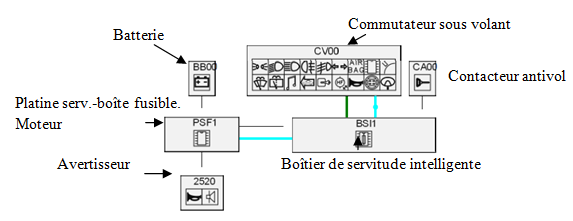 Commutateur sous volant
Batterie
BB00
CV00
AIR
BAG
CA00
Contacteur antivol
Platine serv.-boîte fusible.
Moteur
PSF1
BSI1
Boîtier de servitude intelligente
Avertisseur
2520